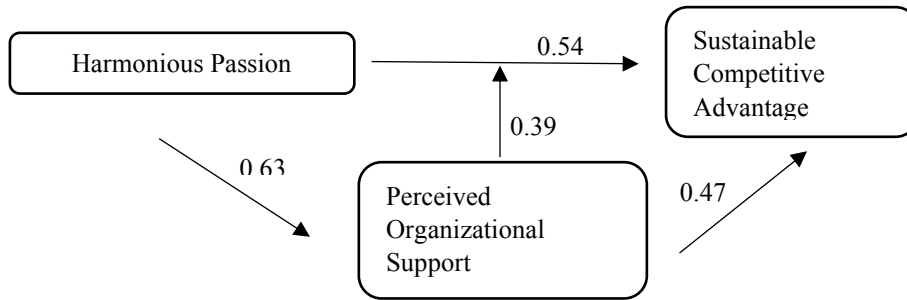 Harmonious Passion
0.54
Sustainable
Competitive
Advantage
0.39
0.63
Perceived
Organizational
Support
0.47